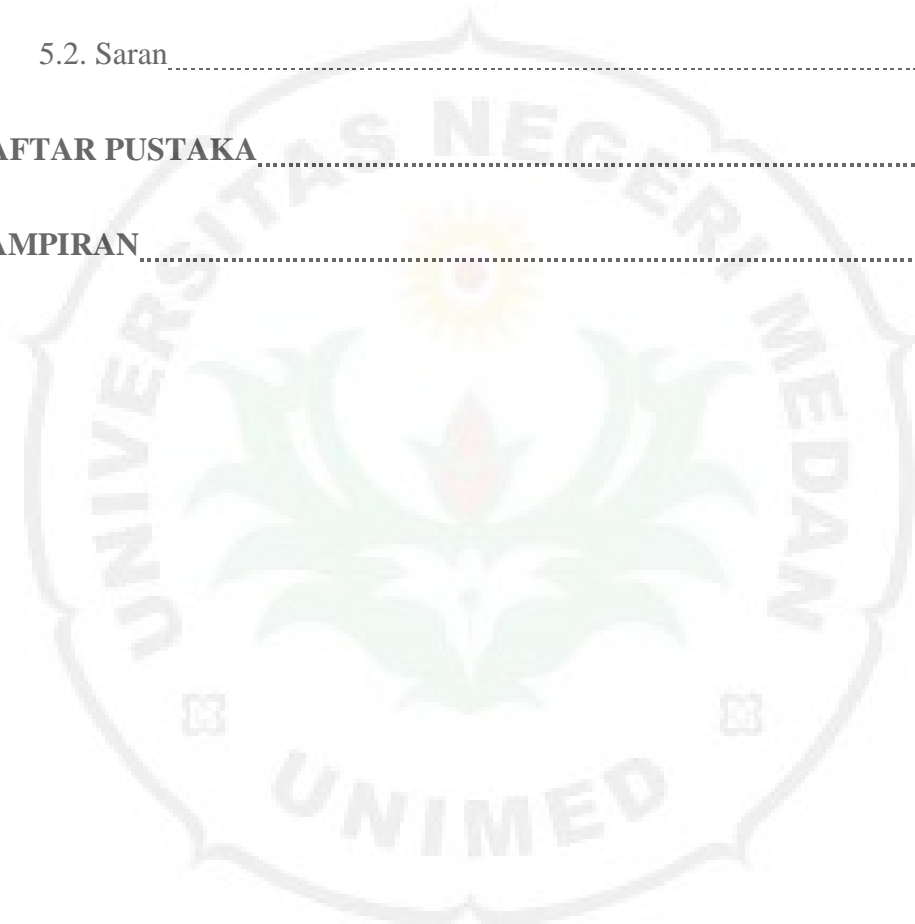 5.2. Saran
AFTAR PUSTAKA
AMPIRAN
UNIVERSITAS NEGERI MEDAN
UNIMED